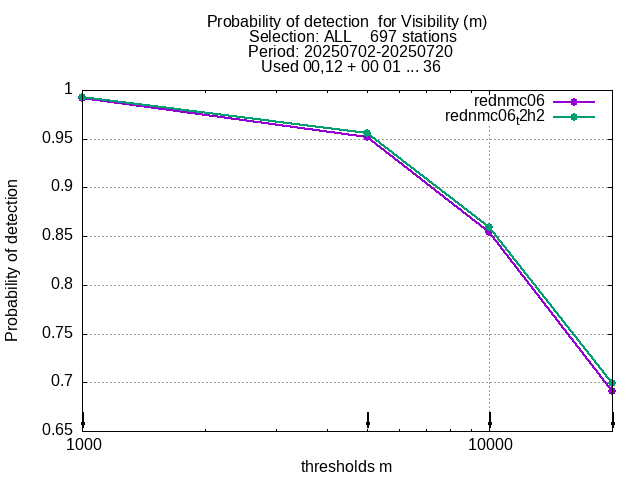 Probability of detection  for Visibility (m)
Selection: ALL    697 stations
Period: 20250702-20250720
Used 00,12 + 00 01 ... 36
rednmc06
rednmc06t2h2
1
0.95
0.9
0.85
0.8
0.75
0.7
0.65
Probability of detection
1000
10000
thresholds m